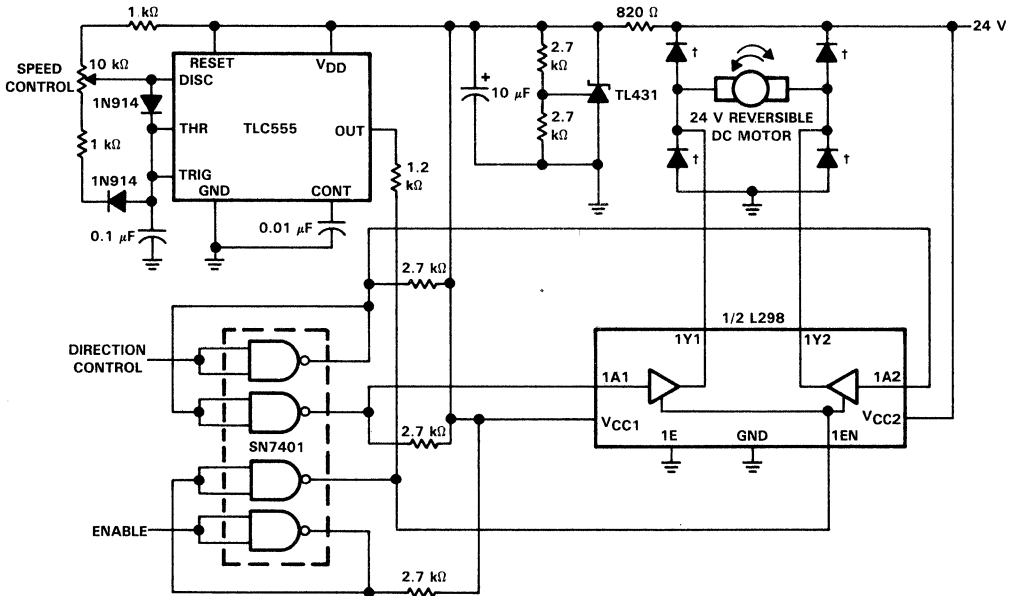 1 kΩ
820 Ω
24 V
SPEED
CONTROL
10 kΩ
1N914
1 kΩ
1N914
0.1 μF
RESET
VDD
DISC
THR
TLC555
OUT
TRIG
GND
CONT
0.01 μF
1.2
kΩ
+
10 μF
2.7
kΩ
2.7
kΩ
TL431
†
†
24 V REVERSIBLE
DC MOTOR
†
†
2.7 kΩ
DIRECTION
CONTROL
SN7401
2.7 kΩ
ENABLE
2.7 kΩ
1/2 L298
1Y1
1Y2
1A1
1A2
VCC1
VCC2
1E
GND
1EN